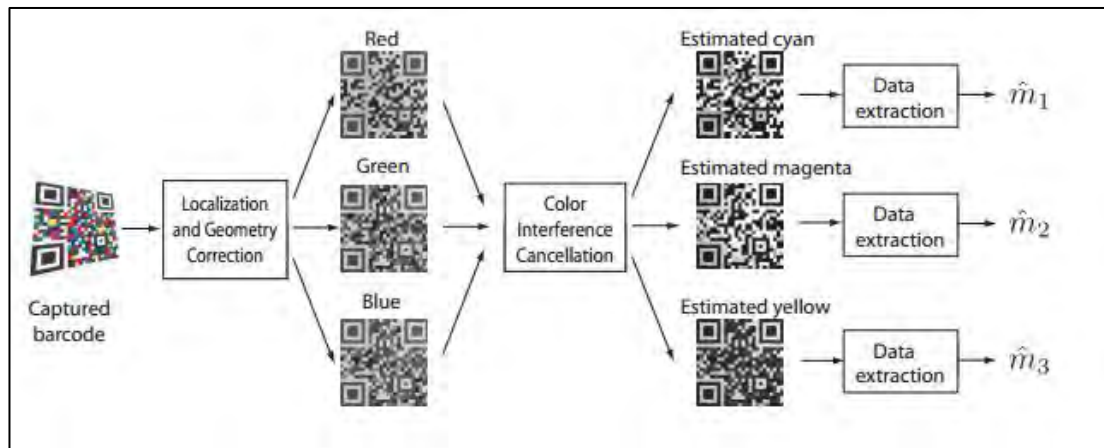 Red
Estimated cyan
Data
extraction
m̂1
Green
Estimated magenta
Localization
and Geometry
Correction
Color
Interference
Cancellation
Data
extraction
m̂2
Captured
barcode
Blue
Estimated yellow
Data
extraction
m̂3